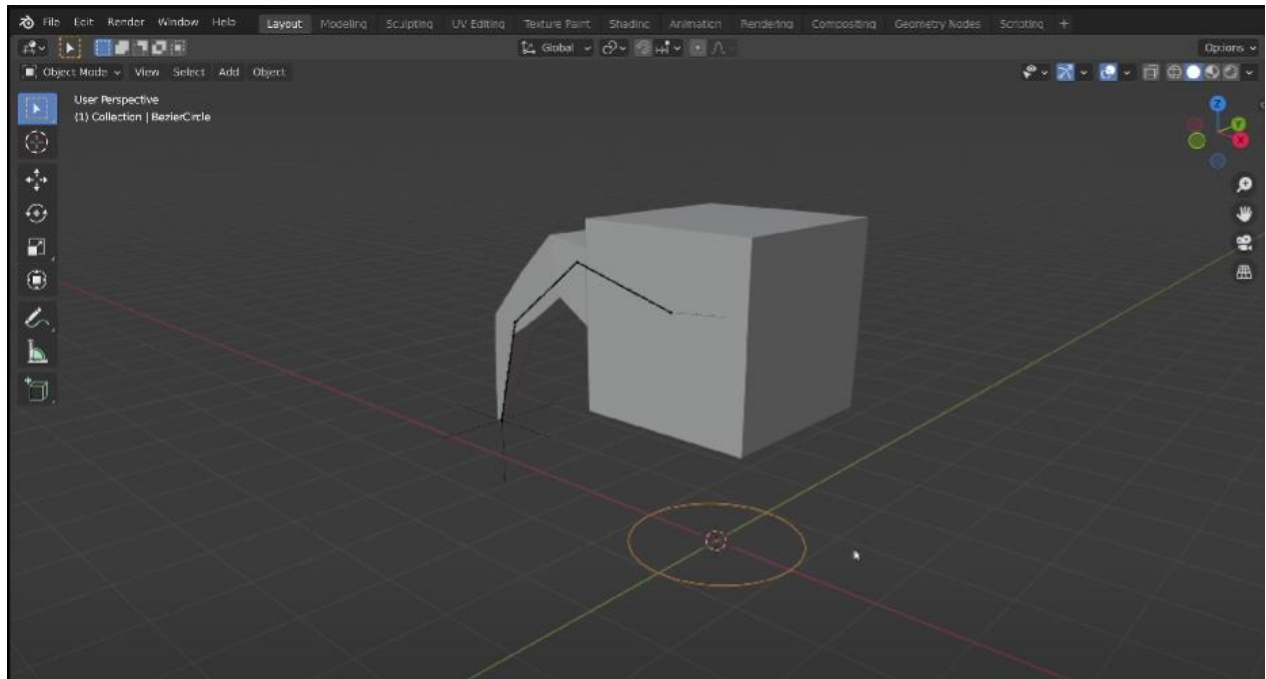 File Edit Render Window Help Layout Modeling Sculpting UV Editing Texture Paint Shading Animation Rendering Compositing Geometry Nodes Scripting +
Global Options
Object Mode View Select Add Object
User Perspective
(1) Collection | BezierCircle
Z
Y
X